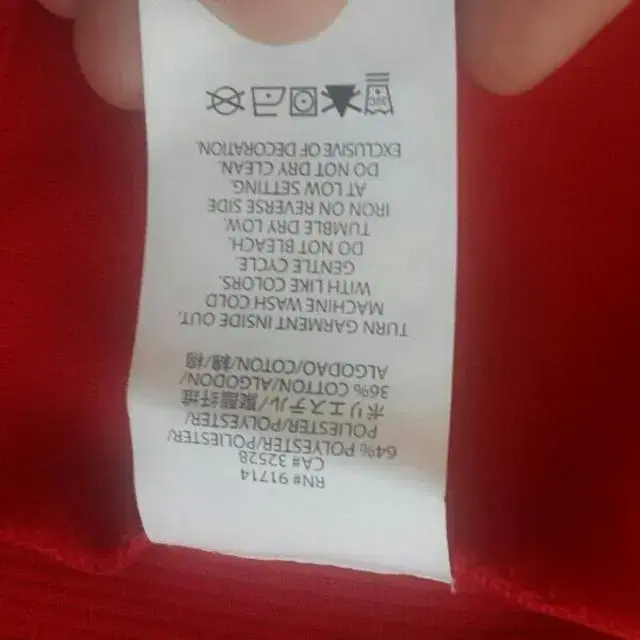 RN# 91714
CA# 32528
64% POLYESTER/POLYESTER/
POLIESTER/POLIESTER/
ポリエステル/聚酯纤维
36% COTTON/ALGODON/
ALGODAO/COTON/綿/棉
TURN GARMENT INSIDE OUT.
MACHINE WASH COLD
WITH LIKE COLORS.
GENTLE CYCLE.
DO NOT BLEACH.
TUMBLE DRY LOW.
IRON ON REVERSE SIDE
AT LOW SETTING.
DO NOT DRY CLEAN.
EXCLUSIVE OF DECORATION.
30C